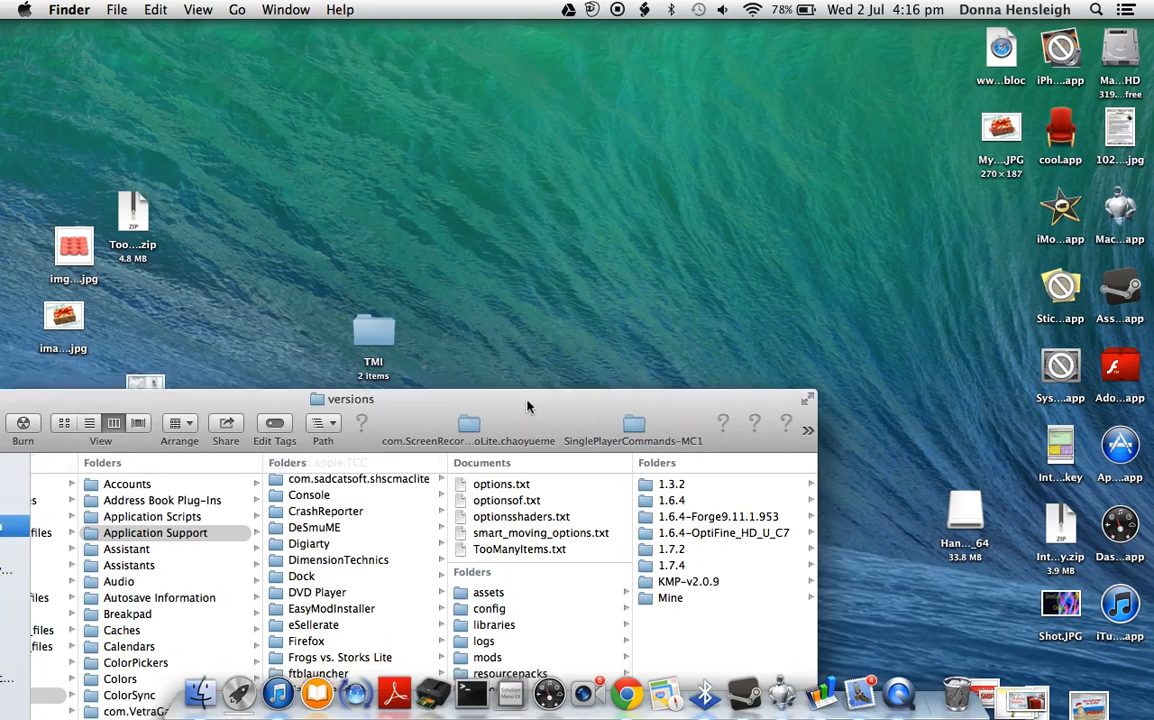 Finder File Edit View Go Window Help 78% Wed 2 Jul 4:16 pm Donna Hensleigh
ww...bloc iPh...app Ma...HD
319....free
My...JPG cool.app 102....jpg
270 × 187
iMo...app Mac...app
ZIP
Too....zip
4.8 MB
img....jpg
Stic...app Ass...app
ima....jpg
TMI
2 items
Sys...app Ado...app
versions
Burn View Arrange Share Edit Tags Path com.ScreenRecor...oLite.chaoyueme SinglePlayerCommands-MC1
Int....key Ap...app
Folders
Accounts
Address Book Plug-Ins
Application Scripts
Application Support
Assistant
Assistants
Audio
Autosave Information
Breakpad
Caches
Calendars
ColorPickers
Colors
ColorSync
com.VetraGa
Folders
com.sadcatsoft.shscmaclite
Console
CrashReporter
DeSmuME
Digiarty
DimensionTechnics
Dock
DVD Player
EasyModInstaller
eSellerate
Firefox
Frogs vs. Storks Lite
ftblauncher
Documents
options.txt
optionsof.txt
optionsshaders.txt
smart_moving_options.txt
TooManyItems.txt
Folders
assets
config
libraries
logs
mods
resourcepacks
Folders
1.3.2
1.6.4
1.6.4-Forge9.11.1.953
1.6.4-OptiFine_HD_U_C7
1.7.2
1.7.4
KMP-v2.0.9
Mine
files
files
_files
_files
Han..._64
33.8 MB
ZIP
Int....zip
3.9 MB
Das...app
Shot.JPG iTu...app